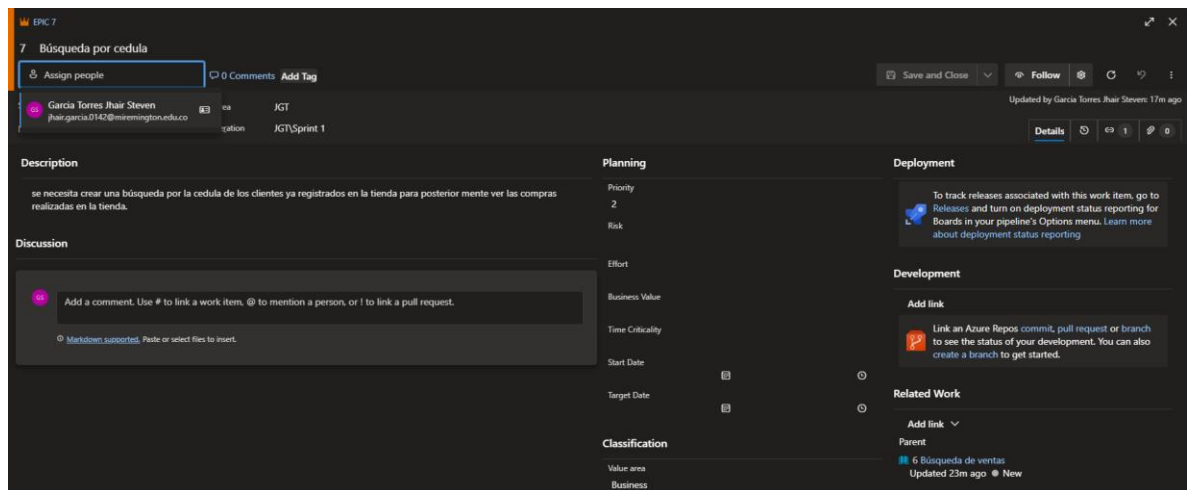 EPIC 7
7 Búsqueda por cedula
Assign people
0 Comments Add Tag
Save and Close
Follow
Garcia Torres Jhair Steven
jhair.garcia.0142@miremington.edu.co
JGT
JGT\Sprint 1
Updated by Garcia Torres Jhair Steven: 17m ago
Details
1
0
Description
se necesita crear una búsqueda por la cedula de los clientes ya registrados en la tienda para posterior mente ver las compras
realizadas en la tienda.
Discussion
GS
Add a comment. Use # to link a work item, @ to mention a person, or ! to link a pull request.
Markdown supported. Paste or select files to insert.
Planning
Priority
2
Risk
Effort
Business Value
Time Criticality
Start Date
Target Date
Classification
Value area
Business
Deployment
To track releases associated with this work item, go to
Releases and turn on deployment status reporting for
Boards in your pipeline's Options menu. Learn more
about deployment status reporting
Development
Add link
Link an Azure Repos commit, pull request or branch
to see the status of your development. You can also
create a branch to get started.
Related Work
Add link
Parent
6 Búsqueda de ventas
Updated 23m ago New